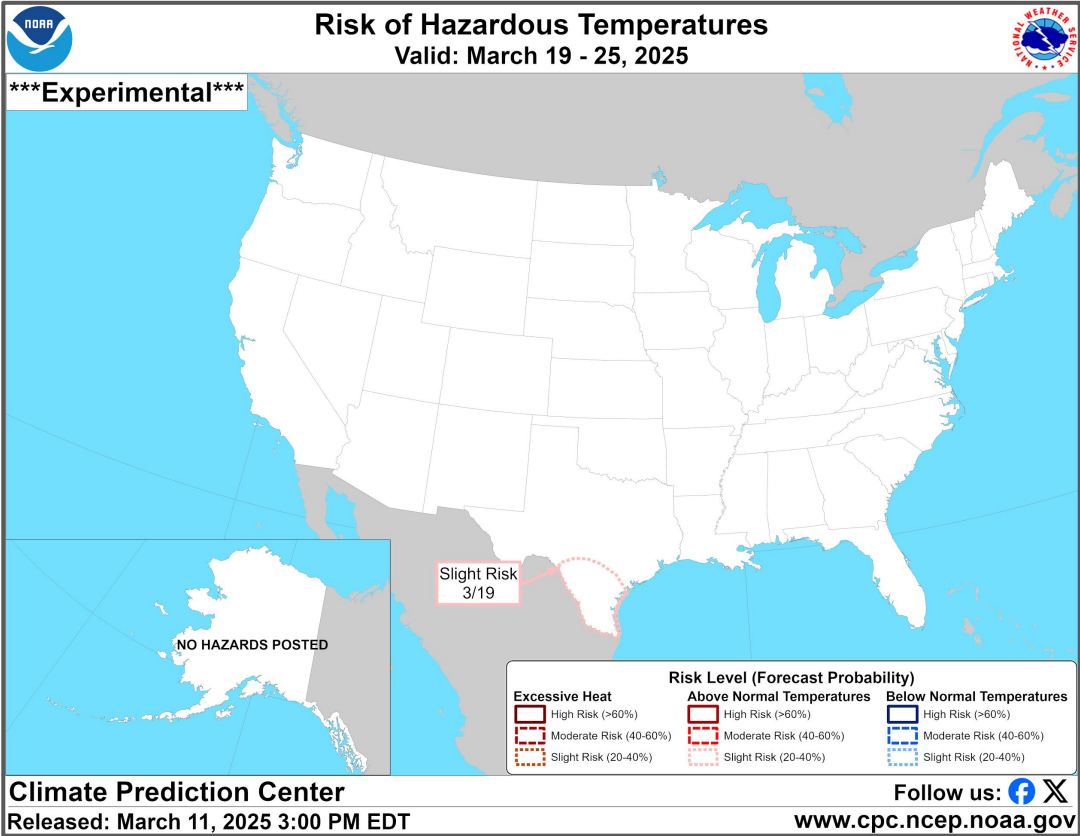 NOAA
Risk of Hazardous Temperatures
Valid: March 19 - 25, 2025
NATIONAL WEATHER SERVICE
***Experimental***
Slight Risk
3/19
NO HAZARDS POSTED
Risk Level (Forecast Probability)
Excessive Heat
High Risk (>60%)
Moderate Risk (40-60%)
Slight Risk (20-40%)
Above Normal Temperatures
High Risk (>60%)
Moderate Risk (40-60%)
Slight Risk (20-40%)
Below Normal Temperatures
High Risk (>60%)
Moderate Risk (40-60%)
Slight Risk (20-40%)
Climate Prediction Center
Follow us:
Released: March 11, 2025 3:00 PM EDT
www.cpc.ncep.noaa.gov